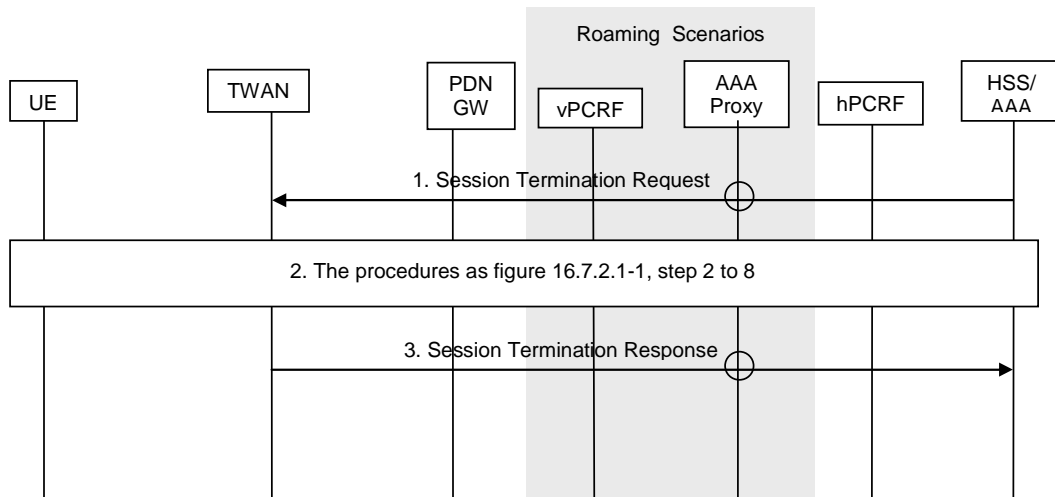 Roaming Scenarios
UE
TWAN
PDN
GW
vPCRF
AAA
Proxy
hPCRF
HSS/
AAA
1. Session Termination Request
2. The procedures as figure 16.7.2.1-1, step 2 to 8
3. Session Termination Response